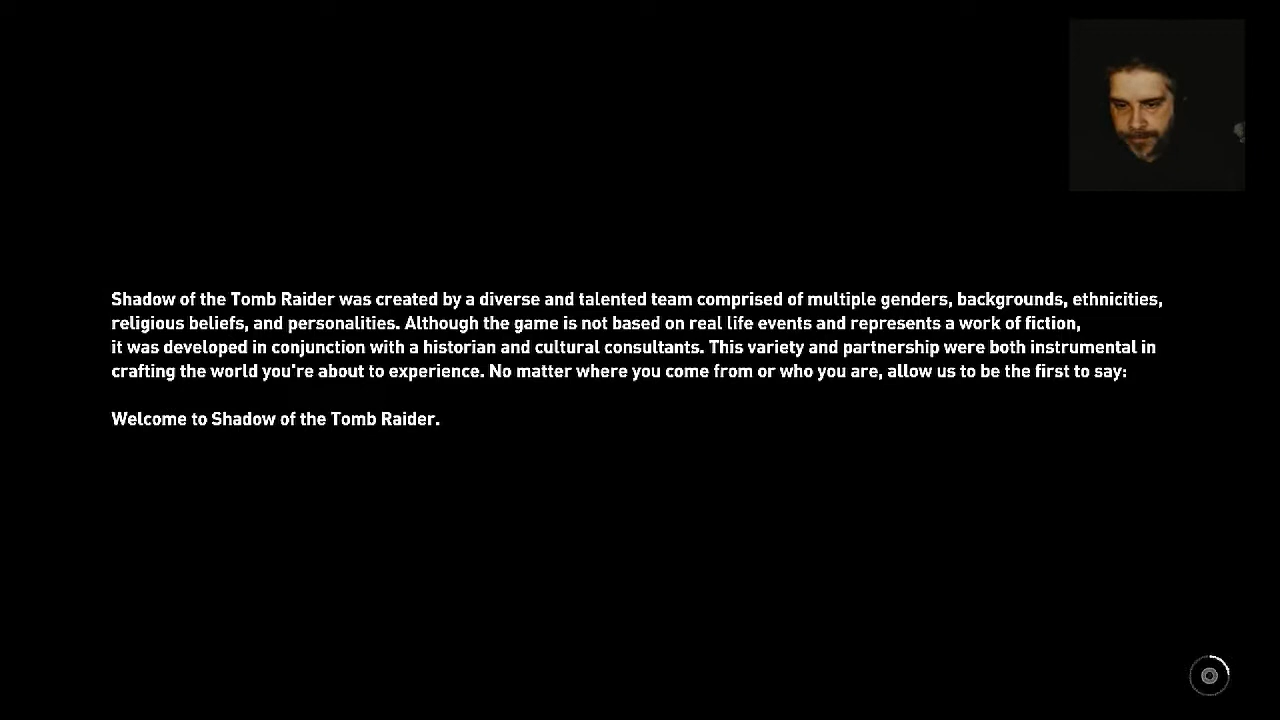 Shadow of the Tomb Raider was created by a diverse and talented team comprised of multiple genders, backgrounds, ethnicities,
religious beliefs, and personalities. Although the game is not based on real life events and represents a work of fiction,
it was developed in conjunction with a historian and cultural consultants. This variety and partnership were both instrumental in
crafting the world you're about to experience. No matter where you come from or who you are, allow us to be the first to say:
Welcome to Shadow of the Tomb Raider.